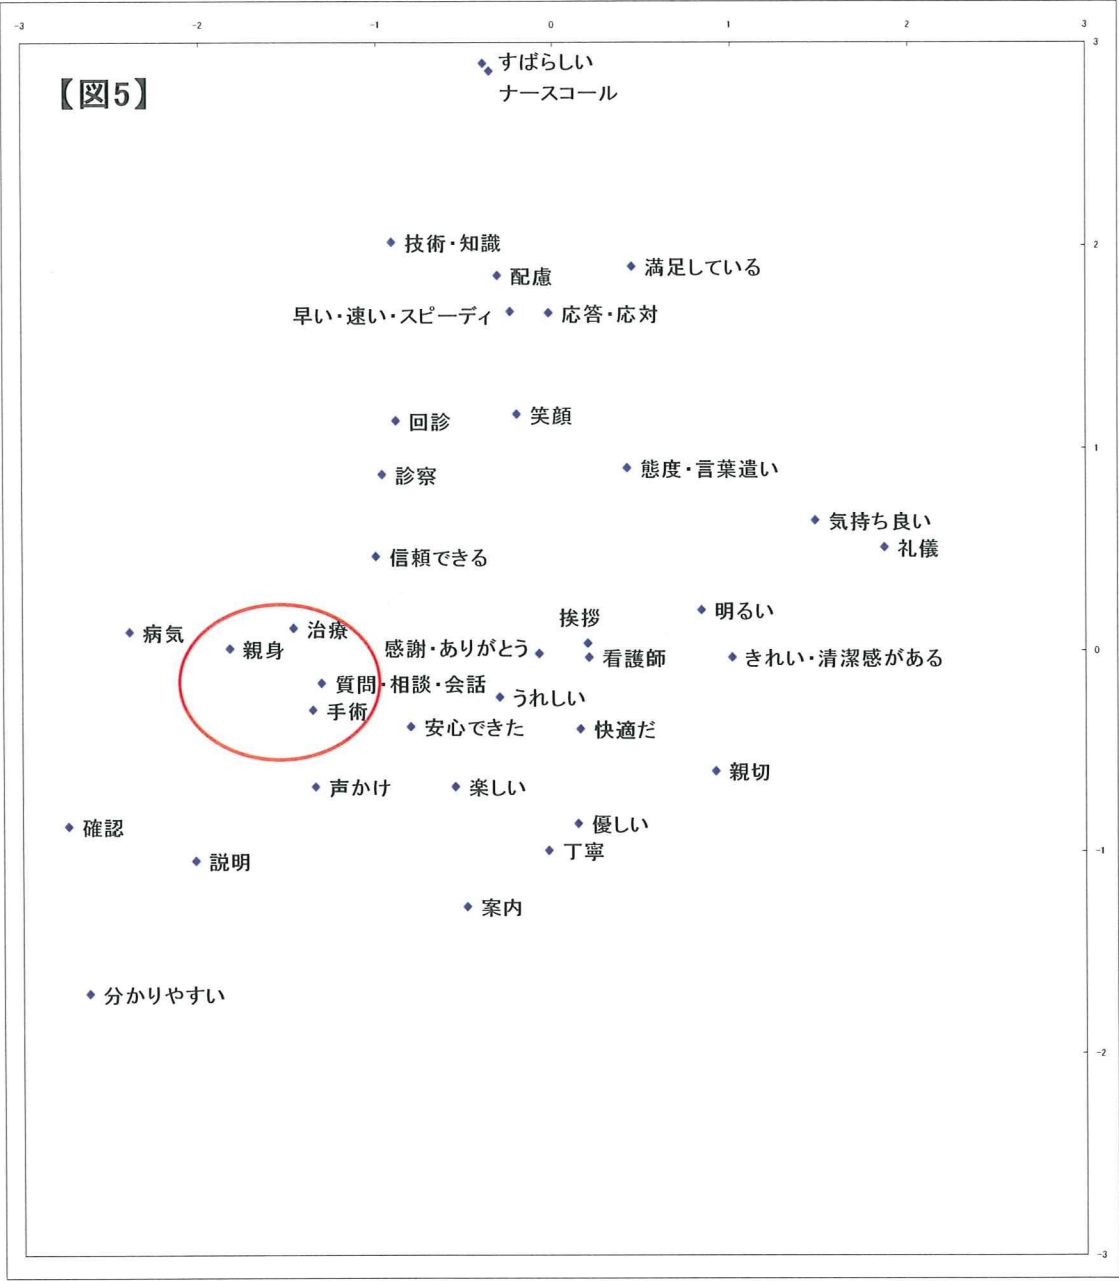 -3 -2 -1 0 1 2 3
3
すばらしい
【図5】
ナースコール
技術・知識
2
満足している
配慮
早い・速い・スピーディ
応答・応対
笑顔
回診
1
態度・言葉遣い
診察
気持ち良い
礼儀
信頼できる
明るい
挨拶
治療
病気
感謝・ありがとう
親身
0
看護師
きれい・清潔感がある
質問・相談・会話
うれしい
手術
安心できた
快適だ
親切
声かけ
楽しい
優しい
確認
-1
丁寧
説明
案内
分かりやすい
-2
-3